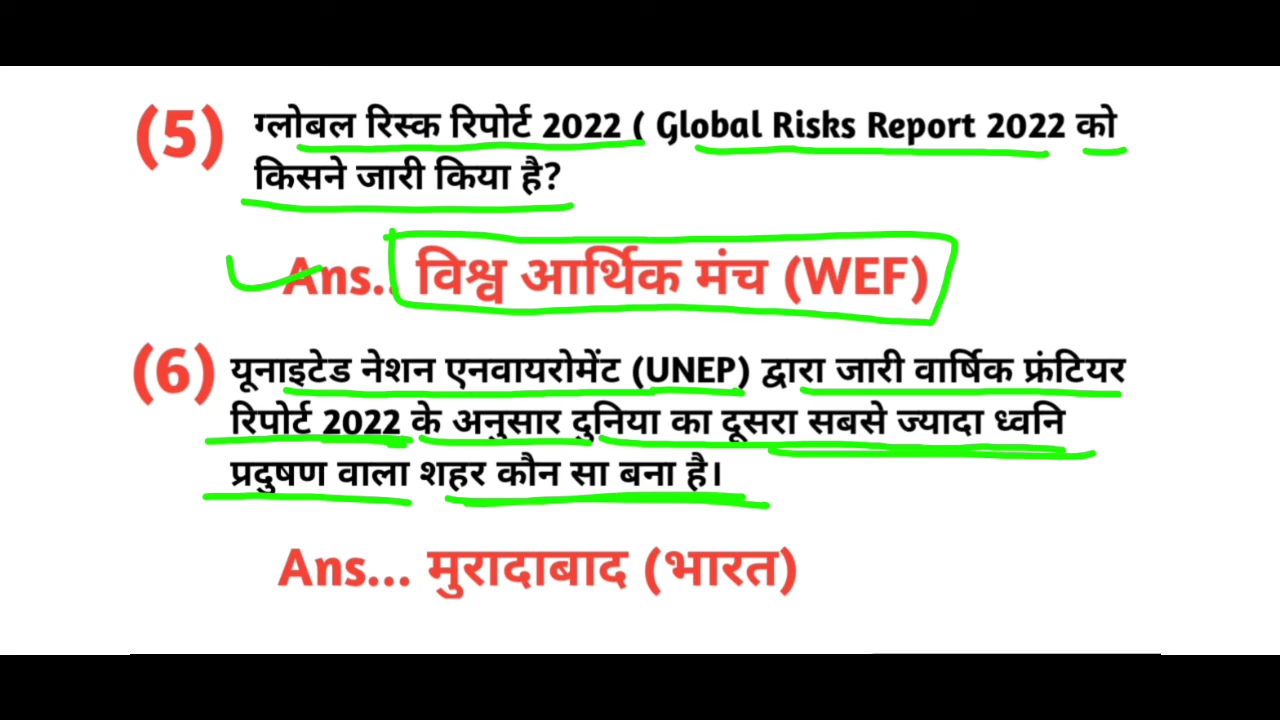 (5) ग्लोबल रिस्क रिपोर्ट 2022 ( Global Risks Report 2022 को
किसने जारी किया है?
Ans.. विश्व आर्थिक मंच (WEF)
(6) यूनाइटेड नेशन एनवायरोमेंट (UNEP) द्वारा जारी वार्षिक फ्रंटियर
रिपोर्ट 2022 के अनुसार दुनिया का दूसरा सबसे ज्यादा ध्वनि
प्रदुषण वाला शहर कौन सा बना है।
Ans... मुरादाबाद (भारत)